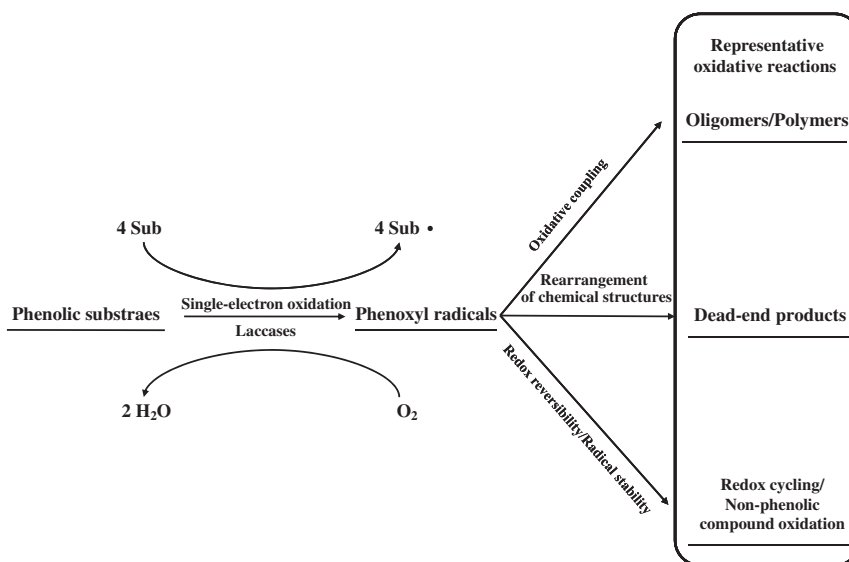 Representative
oxidative reactions
Oligomers/Polymers
Oxidative coupling
4 Sub
4 Sub •
Rearrangement
of chemical structures
Single-electron oxidation
Phenolic substraes
Phenoxyl radicals
Dead-end products
Laccases
Redox reversibility/Radical stability
2 H₂O
O₂
Redox cycling/
Non-phenolic
compound oxidation